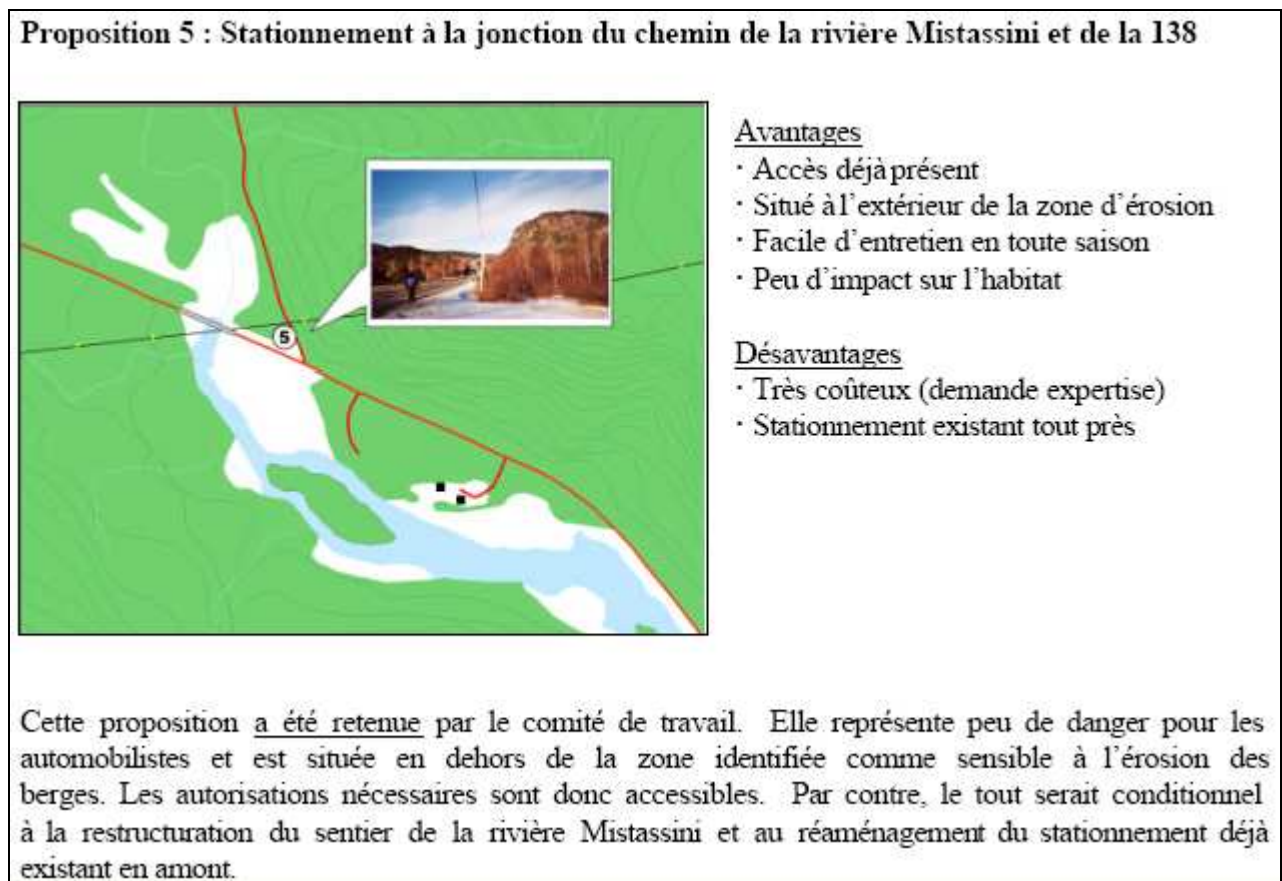 Proposition 5 : Stationnement à la jonction du chemin de la rivière Mistassini et de la 138
5
Avantages
· Accès déjà présent
· Situé à l'extérieur de la zone d'érosion
· Facile d'entretien en toute saison
· Peu d'impact sur l'habitat
Désavantages
· Très coûteux (demande expertise)
· Stationnement existant tout près
Cette proposition a été retenue par le comité de travail. Elle représente peu de danger pour les
automobilistes et est située en dehors de la zone identifiée comme sensible à l'érosion des
berges. Les autorisations nécessaires sont donc accessibles. Par contre, le tout serait conditionnel
à la restructuration du sentier de la rivière Mistassini et au réaménagement du stationnement déjà
existant en amont.